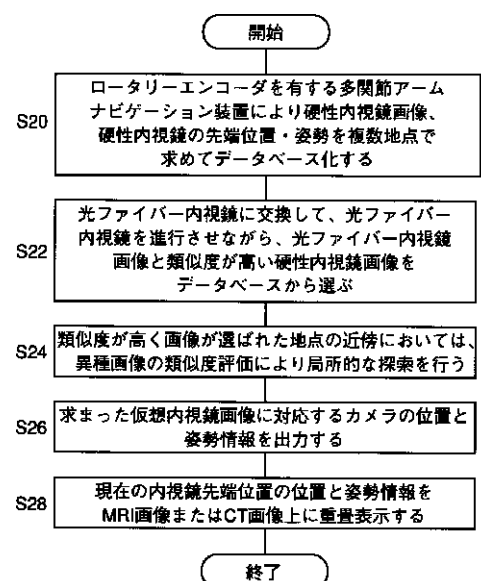 開始
S20
ロータリーエンコーダを有する多関節アーム
ナビゲーション装置により硬性内視鏡画像、
硬性内視鏡の先端位置・姿勢を複数地点で
求めてデータベース化する
S22
光ファイバー内視鏡に交換して、光ファイバー
内視鏡を進行させながら、光ファイバー内視鏡
画像と類似度が高い硬性内視鏡画像を
データベースから選ぶ
S24
類似度が高く画像が選ばれた地点の近傍においては、
異種画像の類似度評価により局所的な探索を行う
S26
求まった仮想内視鏡画像に対応するカメラの位置と
姿勢情報を出力する
S28
現在の内視鏡先端位置の位置と姿勢情報を
MRI画像またはCT画像上に重畳表示する
終了